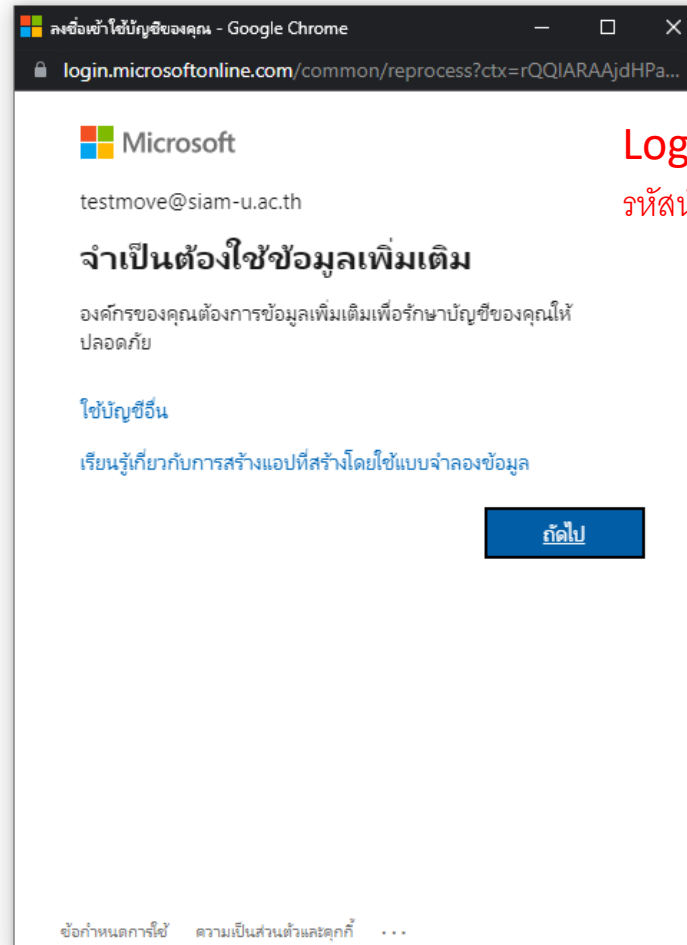 ลงชื่อเข้าใช้บัญชีของคุณ - Google Chrome
login.microsoftonline.com/common/reprocess?ctx=rQQIARAAjdHPa...
Microsoft
Log
testmove@siam-u.ac.th
จำเป็นต้องใช้ข้อมูลเพิ่มเติม
องค์กรของคุณต้องการข้อมูลเพิ่มเติมเพื่อรักษาบัญชีของคุณให้
ปลอดภัย
ใช้บัญชีอื่น
เรียนรู้เกี่ยวกับการสร้างแอปที่สร้างโดยใช้แบบจำลองข้อมูล
ถัดไป
ข้อกำหนดการใช้ ความเป็นส่วนตัวและคุกกี้ ...